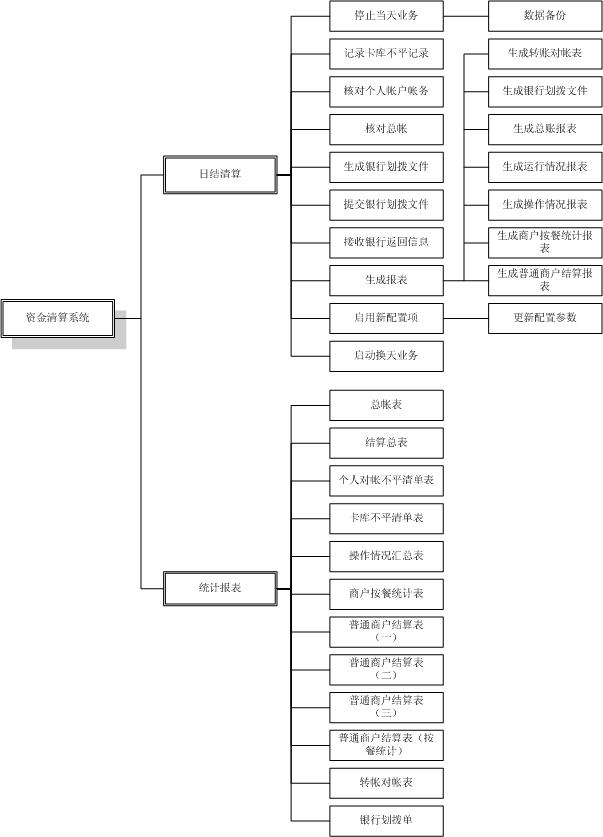 停止当天业务
数据备份
记录卡库不平记录
生成转账对帐表
核对个人帐户帐务
生成银行划拨文件
核对总帐
生成总账报表
日结清算
生成银行划拨文件
生成运行情况报表
提交银行划拨文件
生成操作情况报表
接收银行返回信息
生成商户按餐统计报
表
生成报表
生成普通商户结算报
表
资金清算系统
启用新配置项
更新配置参数
启动换天业务
总帐表
结算总表
个人对帐不平清单表
卡库不平清单表
操作情况汇总表
统计报表
商户按餐统计表
普通商户结算表
（一）
普通商户结算表
（二）
普通商户结算表
（三）
普通商户结算表（按
餐统计）
转帐对帐表
银行划拨单